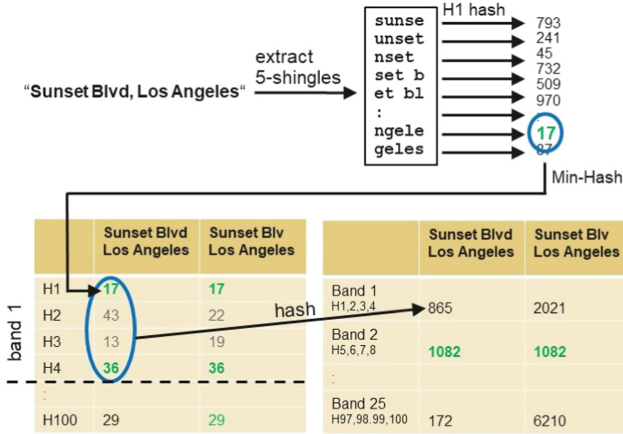 H1 hash
sunse
unset
nset
set b
et bl
:
ngele
geles
793
241
45
732
509
970
:
17
87
extract
5-shingles
“Sunset Blvd, Los Angeles“
Min-Hash
Sunset Blvd Sunset Blv
Los Angeles Los Angeles
H1 17 17
H2 43 22
H3 13 19
H4 36 36
:
H100 29 29
band 1
hash
Sunset Blvd Sunset Blv
Los Angeles Los Angeles
Band 1
H1,2,3,4 865 2021
Band 2
H5,6,7,8 1082 1082
:
Band 25
H97,98.99,100 172 6210